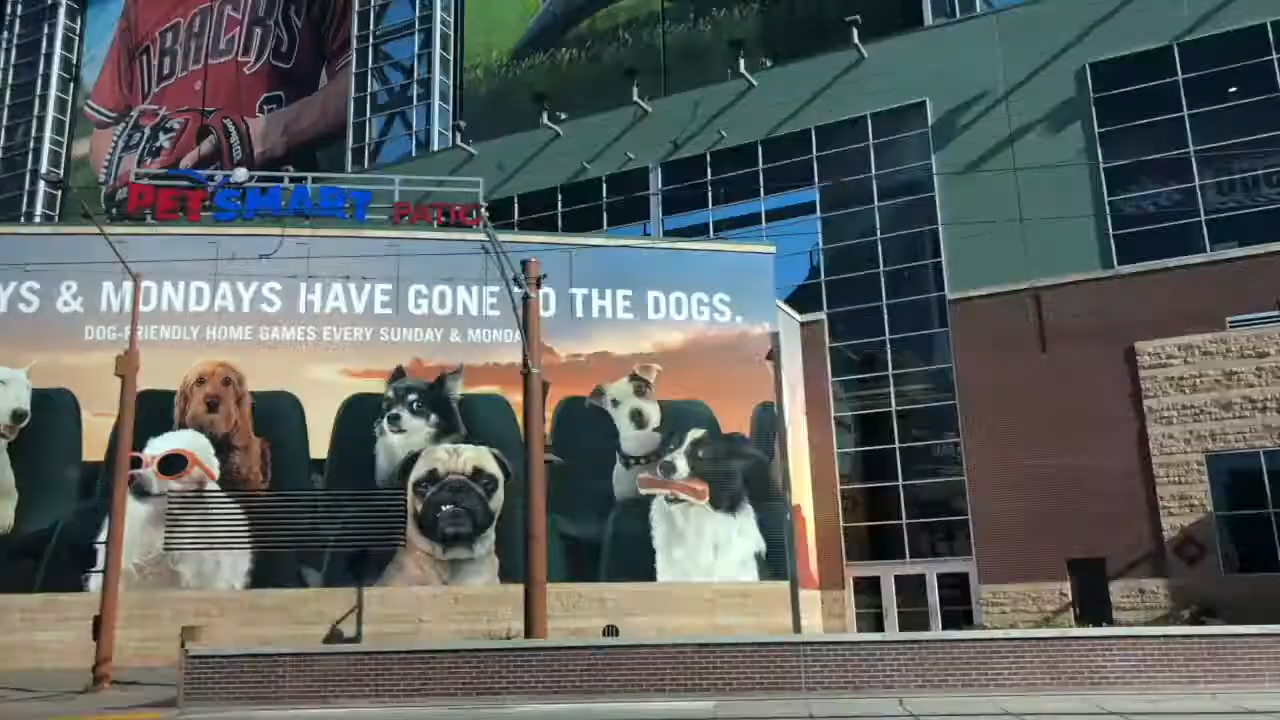 DBACKS
PETSMART PATIO
YS & MONDAYS HAVE GONE TO THE DOGS.
DOG-FRIENDLY HOME GAMES EVERY SUNDAY & MONDA